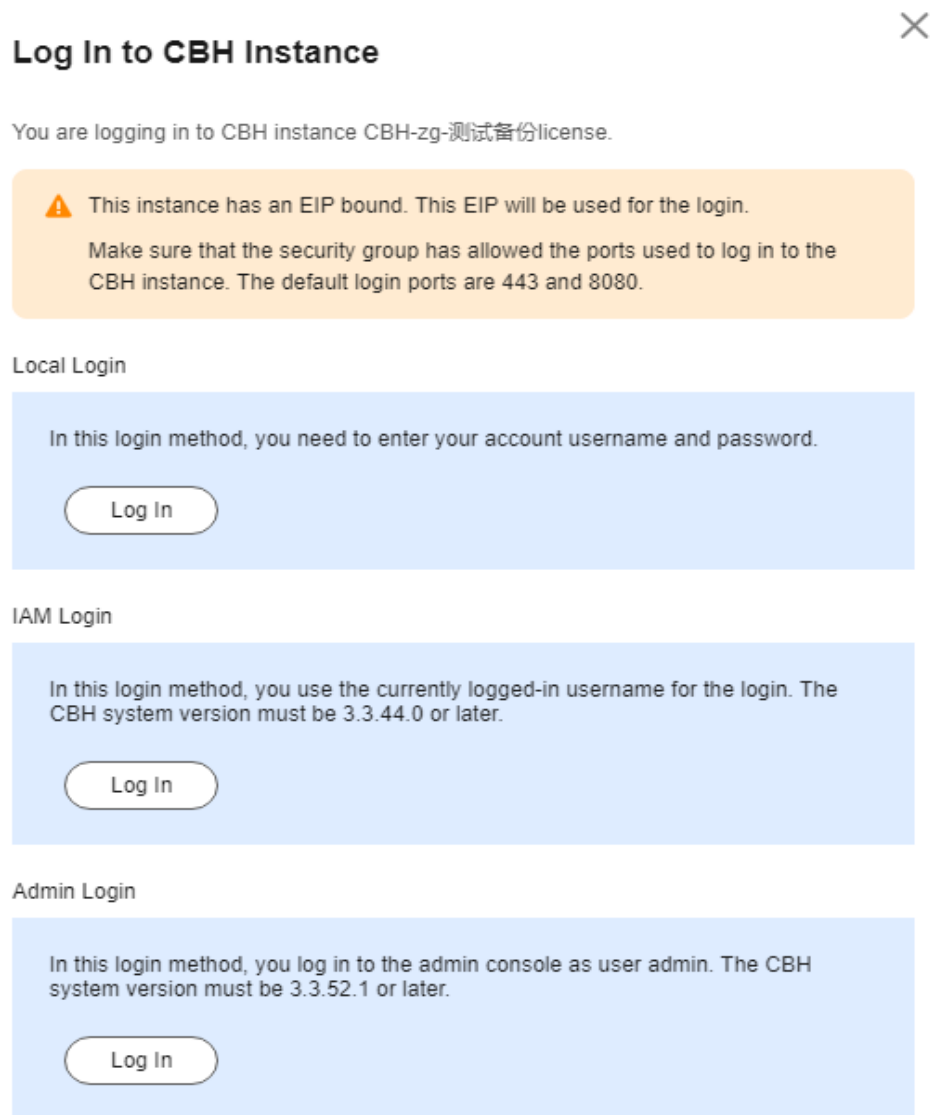 Log In to CBH Instance
You are logging in to CBH instance CBH-zg-测试备份license.
This instance has an EIP bound. This EIP will be used for the login.
Make sure that the security group has allowed the ports used to log in to the
CBH instance. The default login ports are 443 and 8080.
Local Login
In this login method, you need to enter your account username and password.
Log In
IAM Login
In this login method, you use the currently logged-in username for the login. The
CBH system version must be 3.3.44.0 or later.
Log In
Admin Login
In this login method, you log in to the admin console as user admin. The CBH
system version must be 3.3.52.1 or later.
Log In